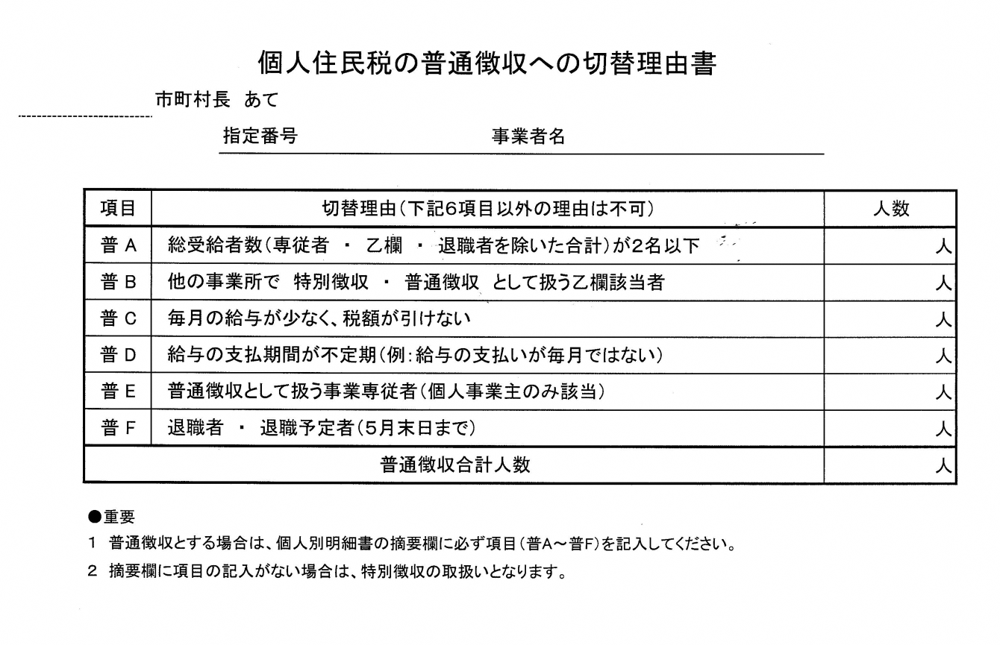 個人住民税の普通徴収への切替理由書
市町村長 あて
指定番号 事業者名
項目 切替理由(下記6項目以外の理由は不可) 人数
普 A 総受給者数(専従者 ・ 乙欄 ・ 退職者を除いた合計)が2名以下 人
普 B 他の事業所で 特別徴収 ・ 普通徴収 として扱う乙欄該当者 人
普 C 毎月の給与が少なく、税額が引けない 人
普 D 給与の支払期間が不定期(例:給与の支払いが毎月ではない) 人
普 E 普通徴収として扱う事業専従者(個人事業主のみ該当) 人
普 F 退職者 ・ 退職予定者(5月末日まで) 人
普通徴収合計人数 人
●重要
1 普通徴収とする場合は、個人別明細書の摘要欄に必ず項目(普A～普F)を記入してください。
2 摘要欄に項目の記入がない場合は、特別徴収の取扱いとなります。